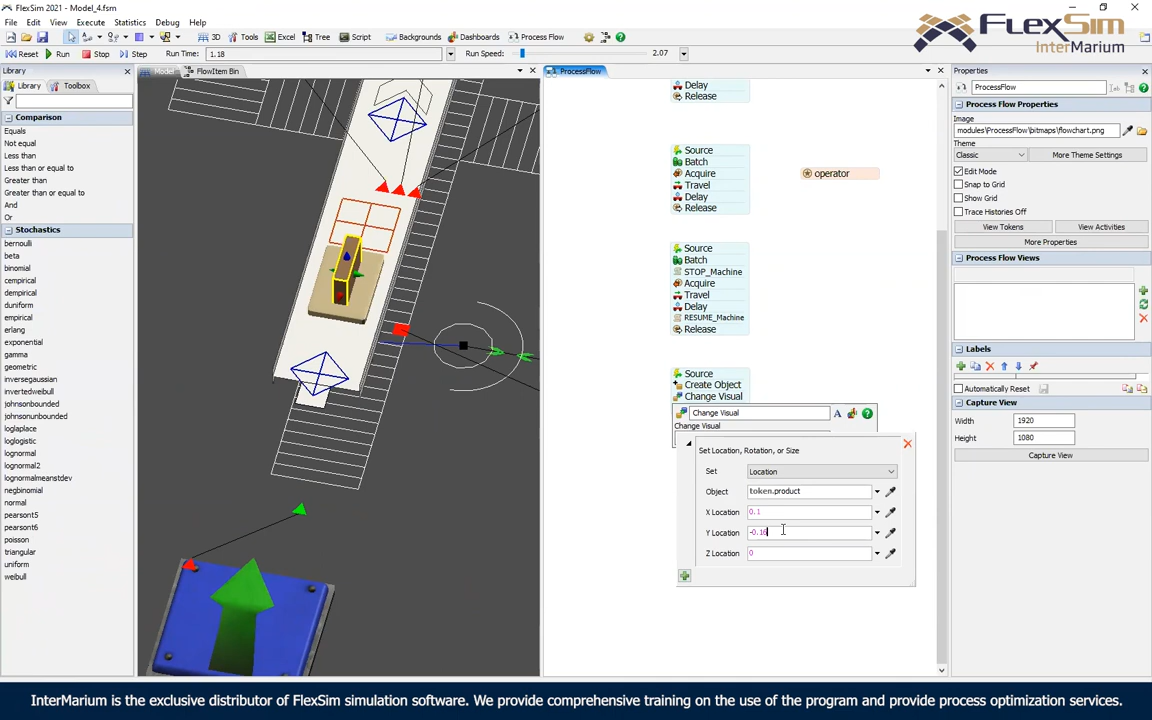 FlexSim 2021 - Model_4.fsm
File Edit View Execute Statistics Debug Help
3D Tools Excel Tree Script Backgrounds Dashboards Process Flow
Reset Run Stop Step Run Time: 1.18 Run Speed: 2.07
FlexSim
InterMarium
Library
Library Toolbox
Comparison
Equals
Not equal
Less than
Less than or equal to
Greater than
Greater than or equal to
And
Or
Stochastics
bernoulli
beta
binomial
cempirical
dempirical
duniform
empirical
erlang
exponential
gamma
geometric
inversegaussian
invertedweibull
johnsonbounded
johnsonunbounded
loglaplace
loglogistic
lognormal
lognormal2
lognormalmeanstdev
negbinomial
normal
pearsont5
pearsont6
poisson
triangular
uniform
weibull
Model FlowItem Bin
ProcessFlow
Delay
Release
Source
Batch
Acquire
Travel
Delay
Release
operator
Source
Batch
STOP_Machine
Acquire
Travel
Delay
RESUME_Machine
Release
Source
Create Object
Change Visual
Change Visual
Change Visual
Set Location, Rotation, or Size
Set Location
Object token.product
X Location 0.1
Y Location -0.16
Z Location 0
Properties
ProcessFlow
Process Flow Properties
Image
modules\ProcessFlow\bitmaps\flowchart.png
Theme
Classic More Theme Settings
Edit Mode
Snap to Grid
Show Grid
Trace Histories Off
View Tokens View Activities
More Properties
Process Flow Views
Labels
Automatically Reset
Capture View
Width 1920
Height 1080
Capture View
InterMarium is the exclusive distributor of FlexSim simulation software. We provide comprehensive training on the use of the program and provide process optimization services.